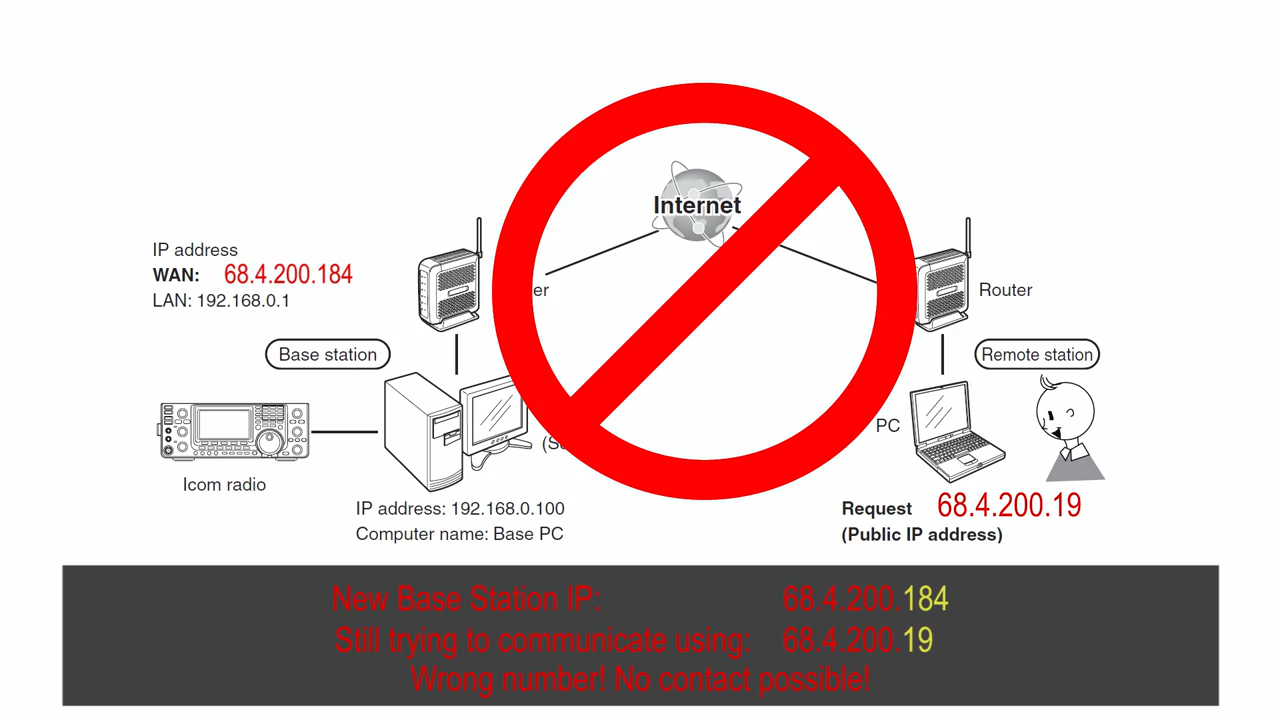 Internet
IP address
WAN: 68.4.200.184
LAN: 192.168.0.1
er
Router
Base station
Remote station
PC
Icom radio
IP address: 192.168.0.100
Computer name: Base PC
Request 68.4.200.19
(Public IP address)
New Base Station IP: 68.4.200.184
Still trying to communicate using: 68.4.200.19
Wrong number! No contact possible!